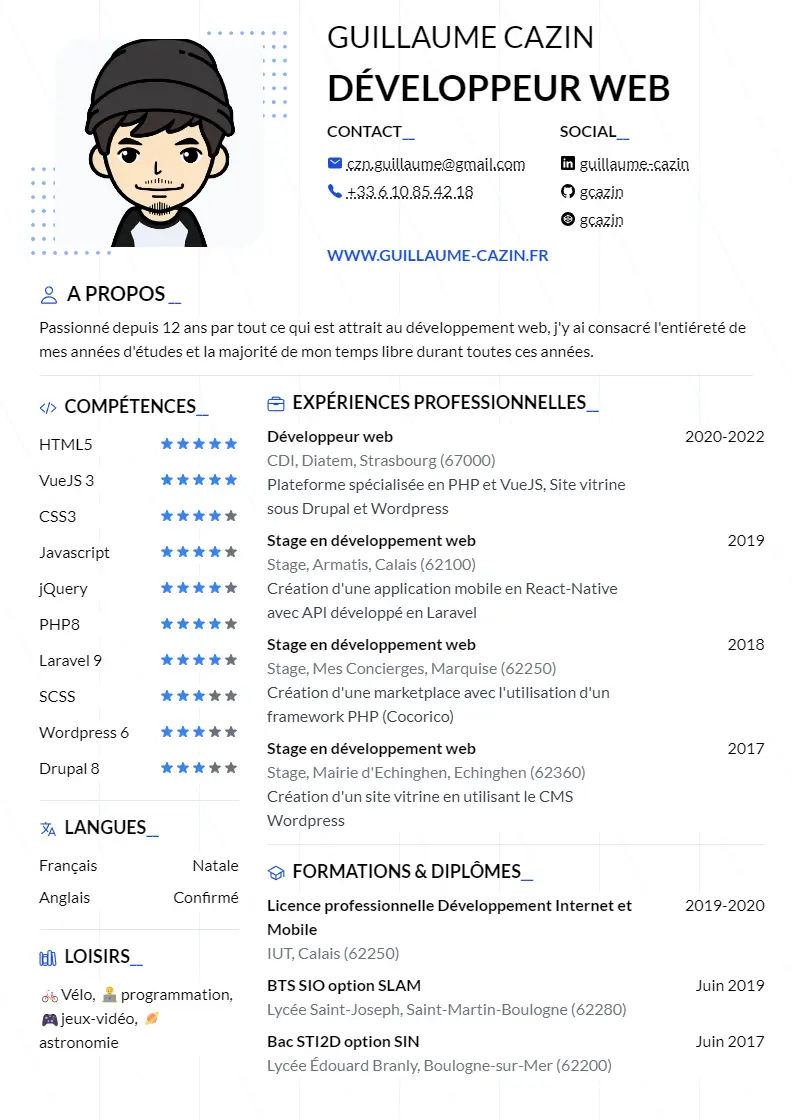 GUILLAUME CAZIN
DÉVELOPPEUR WEB
CONTACT__
czn.guillaume@gmail.com
+33 6 10 85 42 18
SOCIAL__
guillaume-cazin
gcazin
gcazin
WWW.GUILLAUME-CAZIN.FR
A PROPOS __
Passionné depuis 12 ans par tout ce qui est attrait au développement web, j'y ai consacré l'entiéreté de
mes années d'études et la majorité de mon temps libre durant toutes ces années.
COMPÉTENCES__
HTML5
VueJS 3
CSS3
Javascript
jQuery
PHP8
Laravel 9
SCSS
Wordpress 6
Drupal 8
LANGUES__
Français Natale
Anglais Confirmé
LOISIRS__
Vélo, programmation,
jeux-vidéo,
astronomie
EXPÉRIENCES PROFESSIONNELLES__
Développeur web 2020-2022
CDI, Diatem, Strasbourg (67000)
Plateforme spécialisée en PHP et VueJS, Site vitrine
sous Drupal et Wordpress
Stage en développement web 2019
Stage, Armatis, Calais (62100)
Création d'une application mobile en React-Native
avec API développé en Laravel
Stage en développement web 2018
Stage, Mes Concierges, Marquise (62250)
Création d'une marketplace avec l'utilisation d'un
framework PHP (Cocorico)
Stage en développement web 2017
Stage, Mairie d'Echinghen, Echinghen (62360)
Création d'un site vitrine en utilisant le CMS
Wordpress
FORMATIONS & DIPLÔMES__
Licence professionnelle Développement Internet et 2019-2020
Mobile
IUT, Calais (62250)
BTS SIO option SLAM Juin 2019
Lycée Saint-Joseph, Saint-Martin-Boulogne (62280)
Bac STI2D option SIN Juin 2017
Lycée Édouard Branly, Boulogne-sur-Mer (62200)